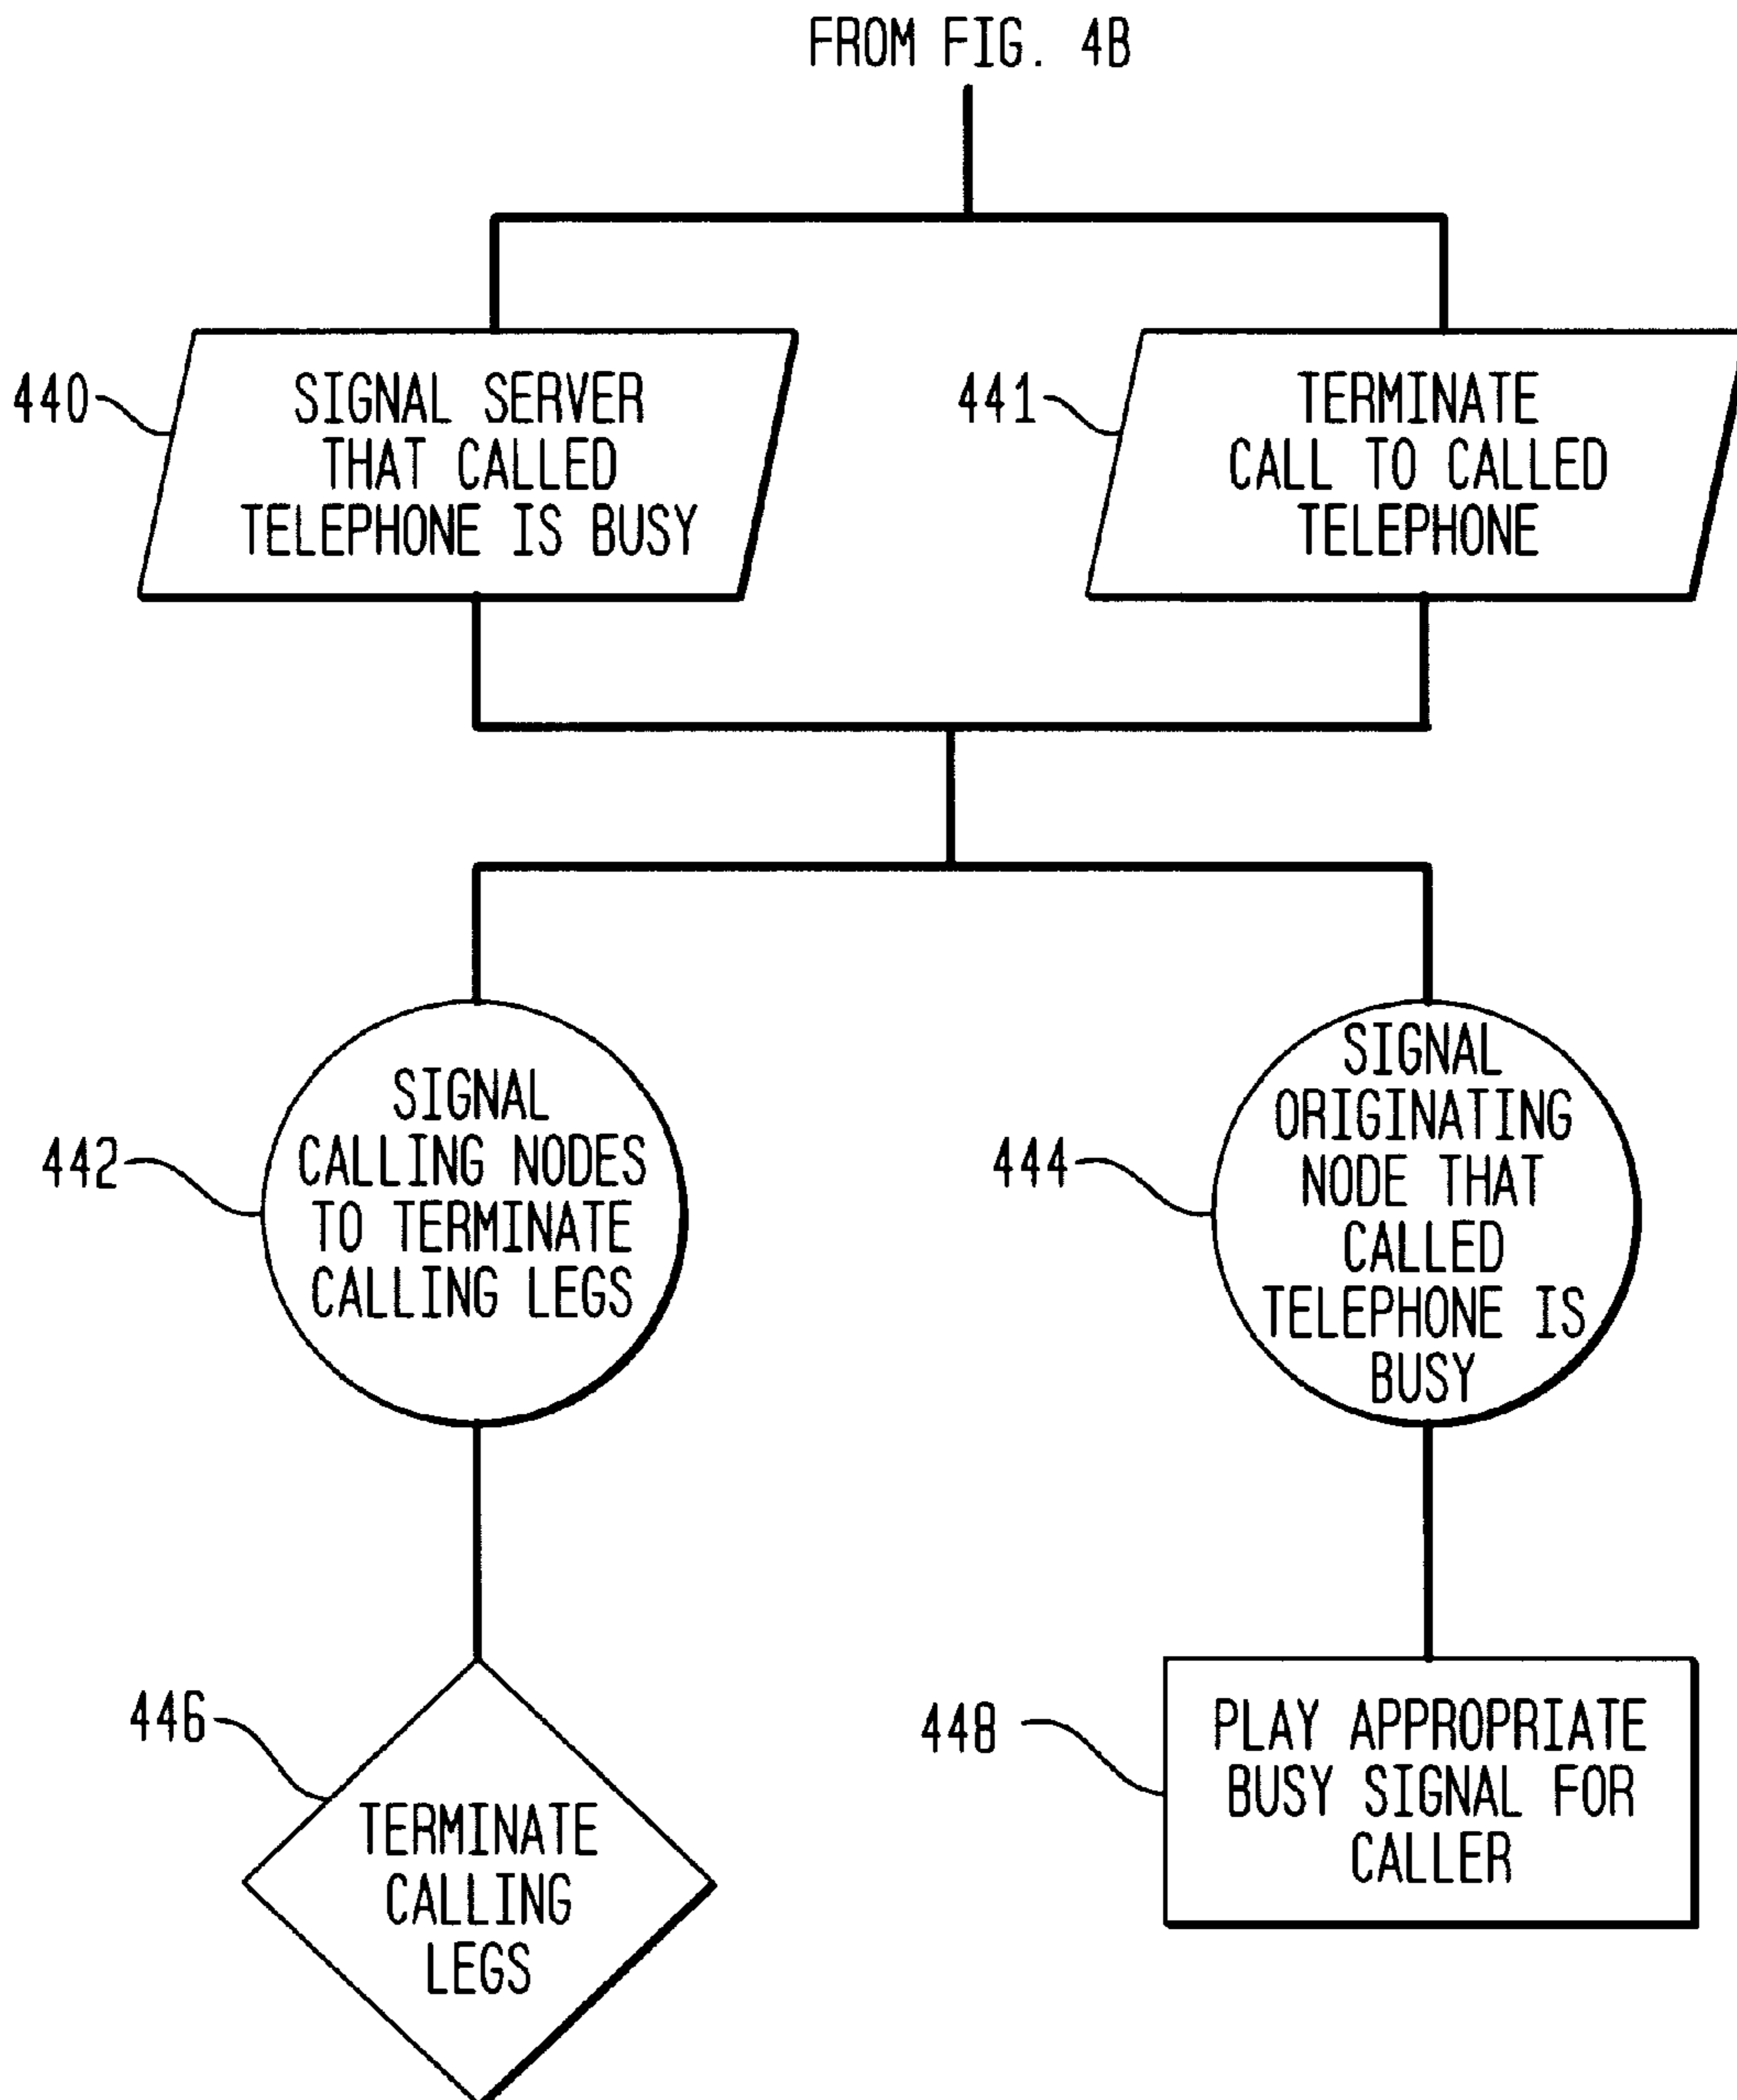 FROM FIG. 4B
440
SIGNAL SERVER
THAT CALLED
TELEPHONE IS BUSY
441
TERMINATE
CALL TO CALLED
TELEPHONE
442
SIGNAL
CALLING NODES
TO TERMINATE
CALLING LEGS
444
SIGNAL
ORIGINATING
NODE THAT
CALLED
TELEPHONE IS
BUSY
446
TERMINATE
CALLING
LEGS
448
PLAY APPROPRIATE
BUSY SIGNAL FOR
CALLER